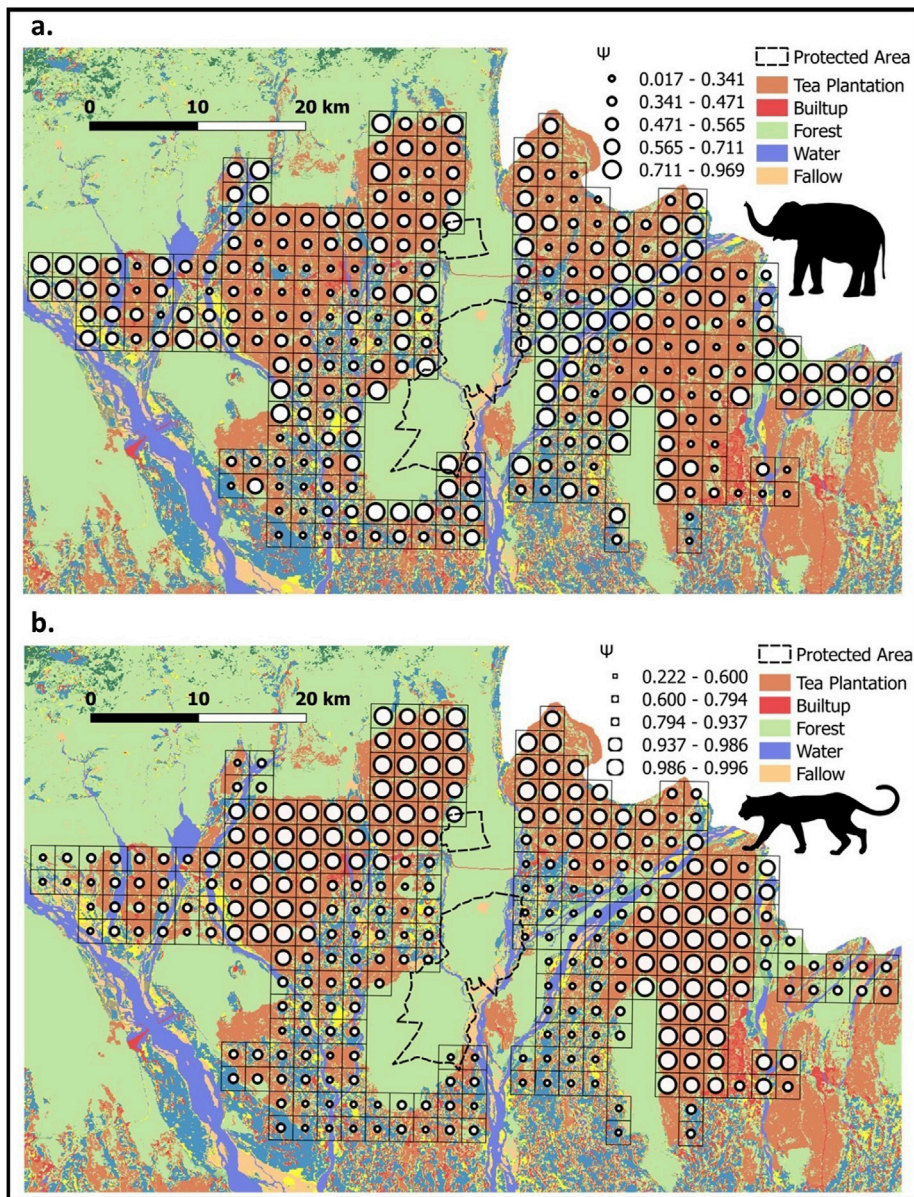 a.
0 10 20 km
Ψ
0.017 - 0.341
0.341 - 0.471
0.471 - 0.565
0.565 - 0.711
0.711 - 0.969
Protected Area
Tea Plantation
Builtup
Forest
Water
Fallow
b.
0 10 20 km
Ψ
0.222 - 0.600
0.600 - 0.794
0.794 - 0.937
0.937 - 0.986
0.986 - 0.996
Protected Area
Tea Plantation
Builtup
Forest
Water
Fallow